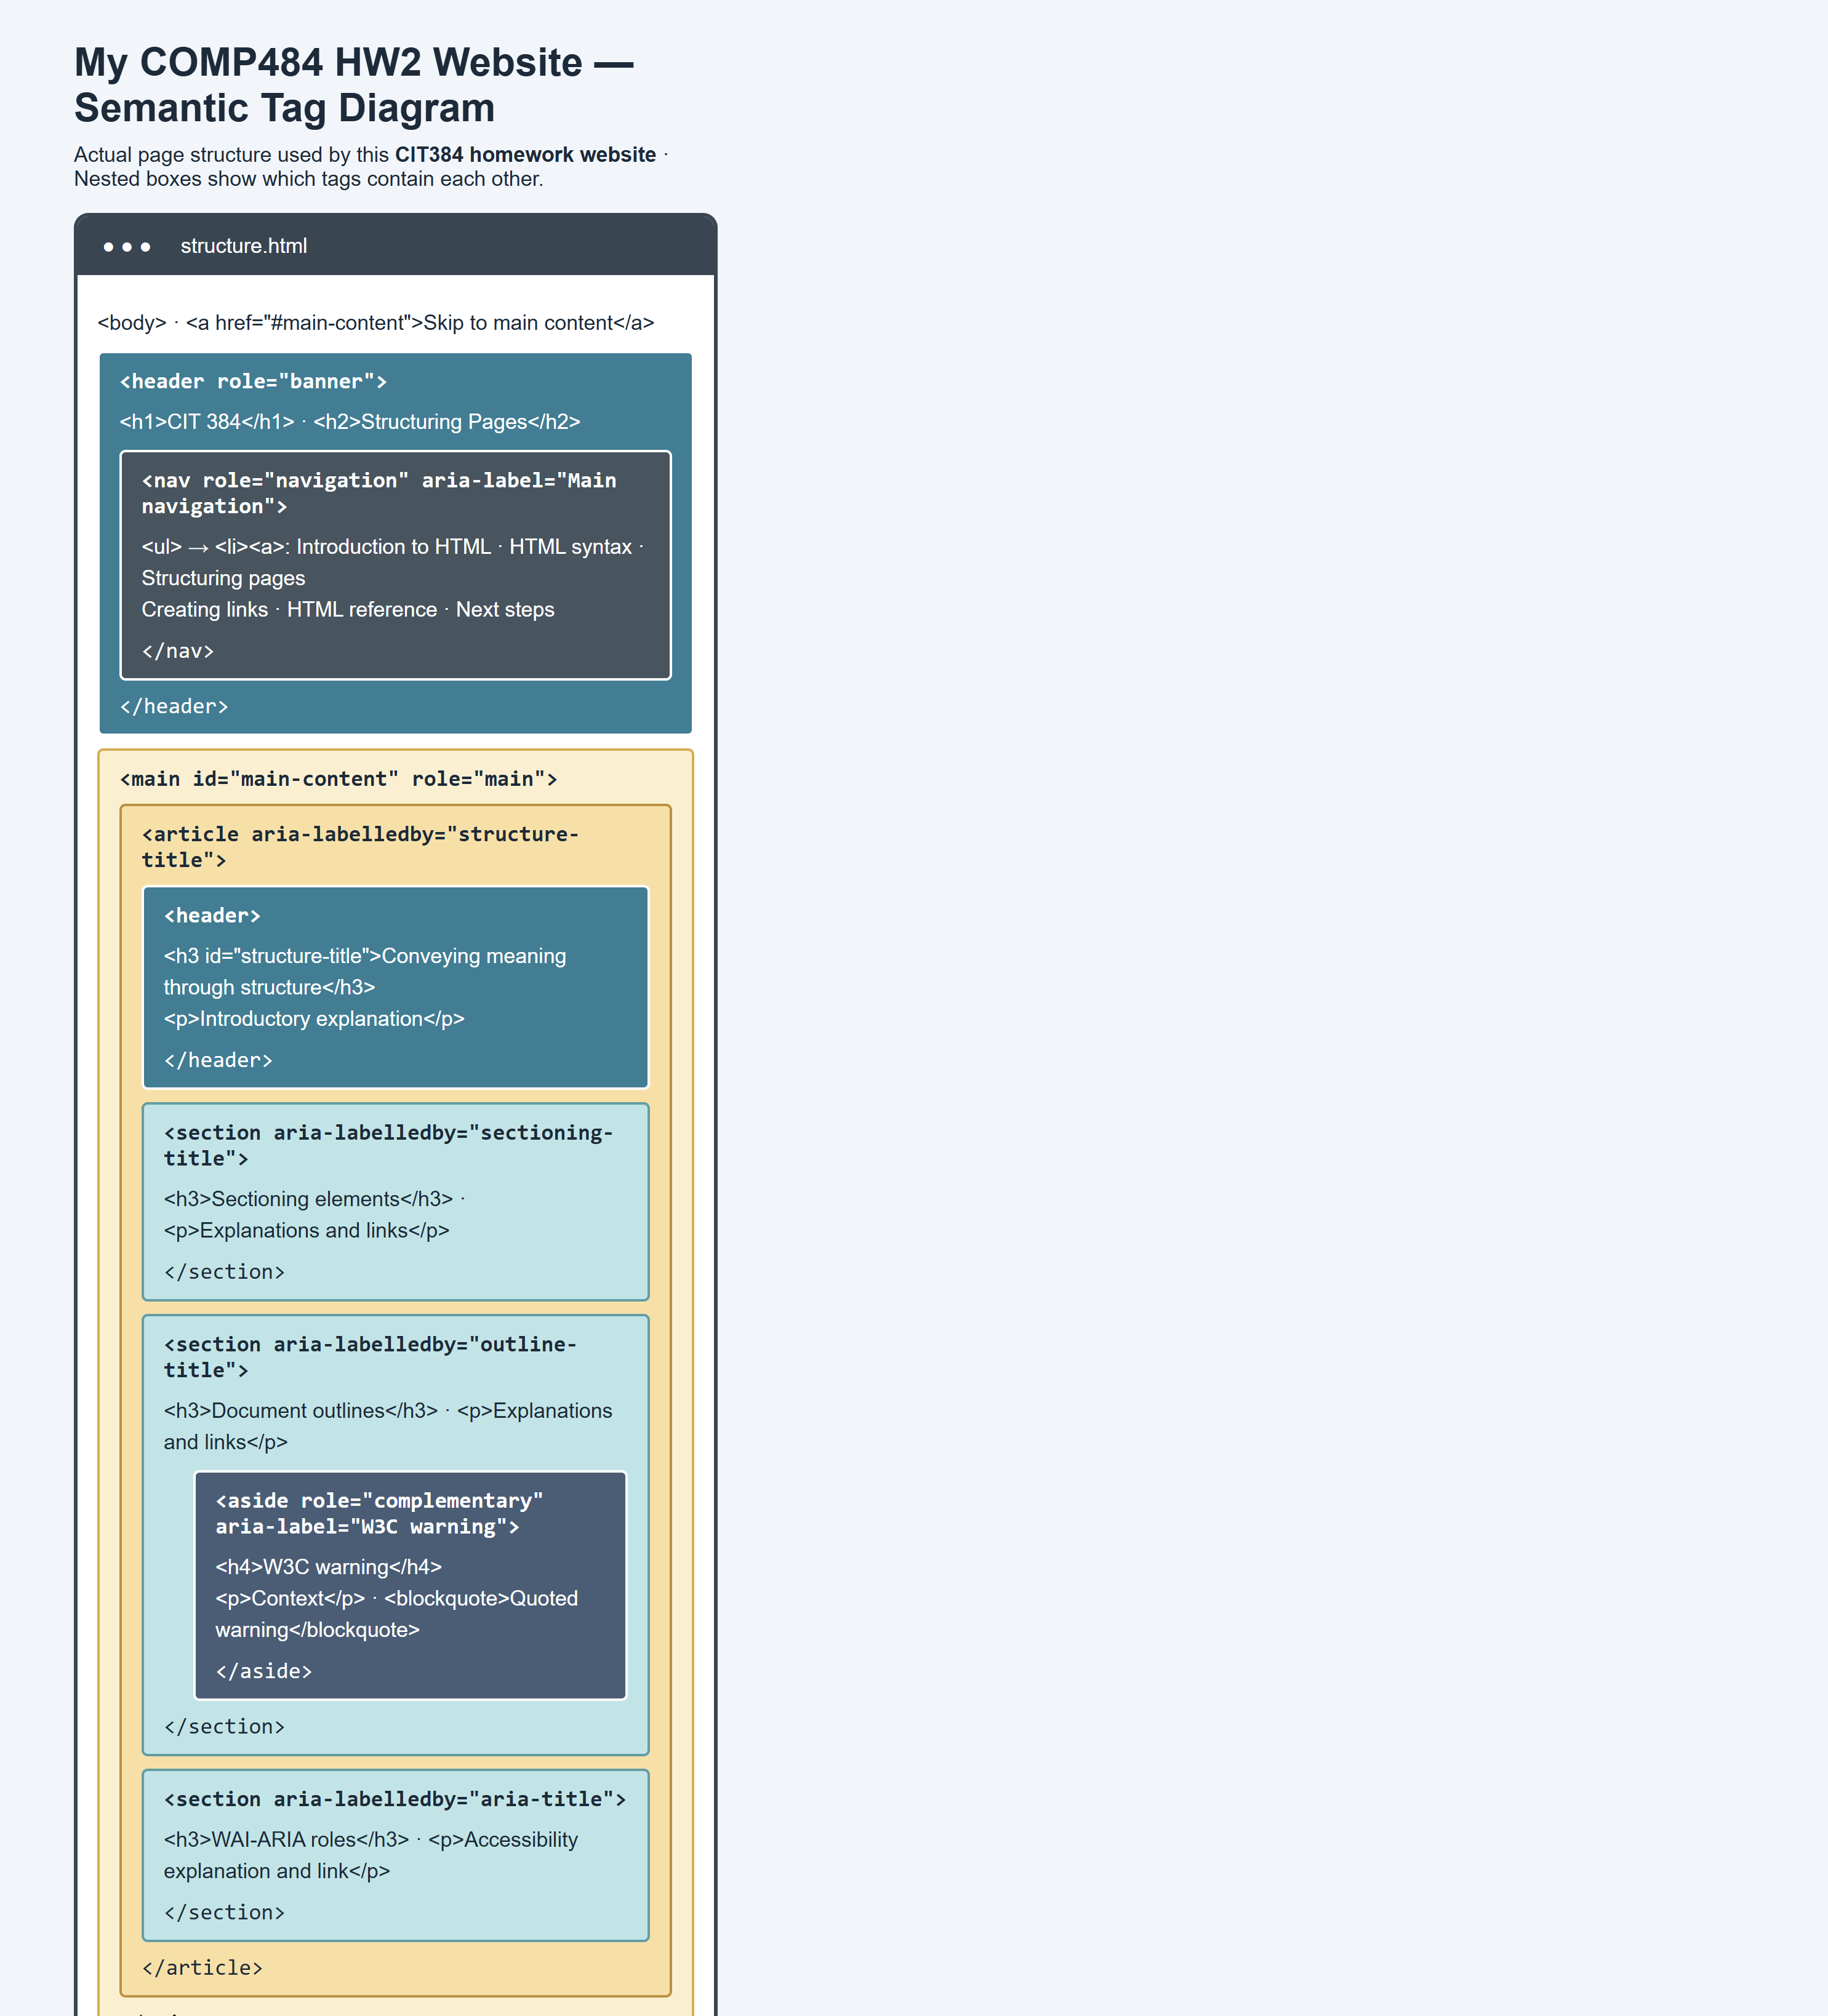 My COMP484 HW2 Website —
Semantic Tag Diagram
Actual page structure used by this CIT384 homework website ·
Nested boxes show which tags contain each other.
structure.html
<body> · <a href="#main-content">Skip to main content</a>
<header role="banner">
<h1>CIT 384</h1> · <h2>Structuring Pages</h2>
<nav role="navigation" aria-label="Main
navigation">
<ul> → <li><a>: Introduction to HTML · HTML syntax ·
Structuring pages
Creating links · HTML reference · Next steps
</nav>
</header>
<main id="main-content" role="main">
<article aria-labelledby="structure-
title">
<header>
<h3 id="structure-title">Conveying meaning
through structure</h3>
<p>Introductory explanation</p>
</header>
<section aria-labelledby="sectioning-
title">
<h3>Sectioning elements</h3> ·
<p>Explanations and links</p>
</section>
<section aria-labelledby="outline-
title">
<h3>Document outlines</h3> · <p>Explanations
and links</p>
<aside role="complementary"
aria-label="W3C warning">
<h4>W3C warning</h4>
<p>Context</p> · <blockquote>Quoted
warning</blockquote>
</aside>
</section>
<section aria-labelledby="aria-title">
<h3>WAI-ARIA roles</h3> · <p>Accessibility
explanation and link</p>
</section>
</article>